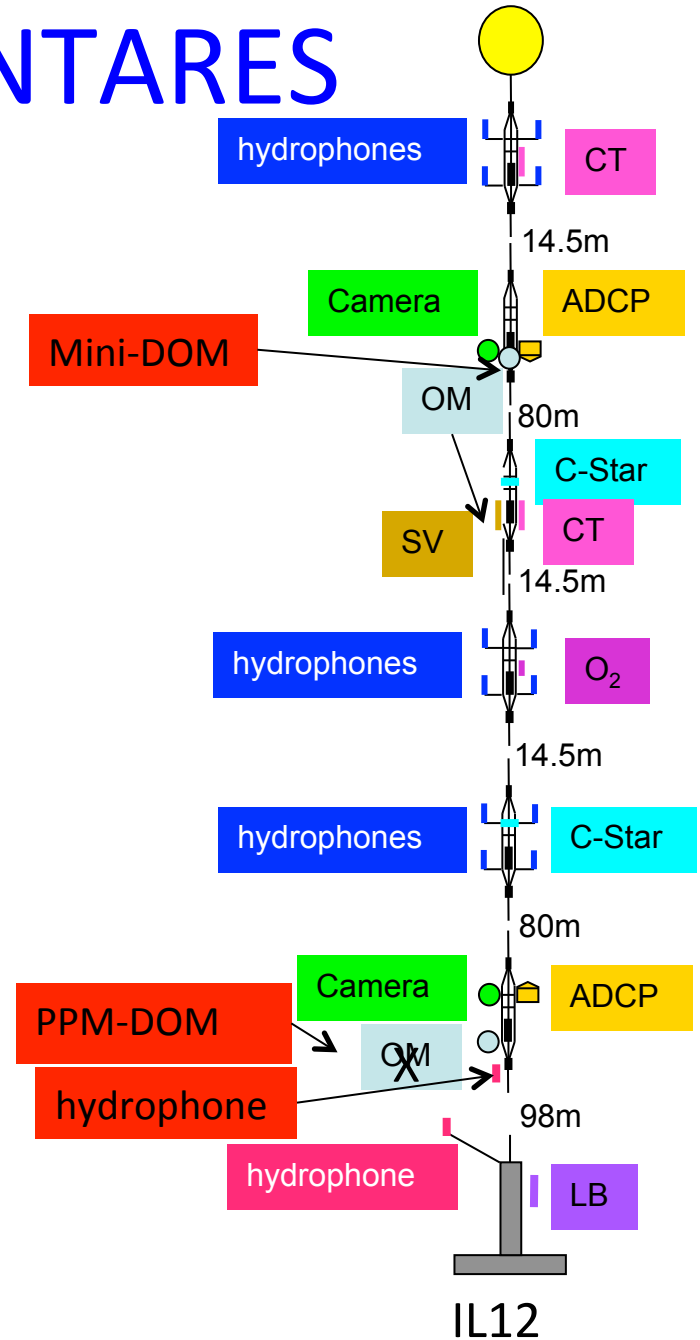 NTARES
hydrophones
CT
14.5m
Camera
ADCP
Mini-DOM
OM
80m
C-Star
SV
CT
14.5m
hydrophones
O₂
14.5m
hydrophones
C-Star
80m
Camera
ADCP
PPM-DOM
OM
X
hydrophone
98m
hydrophone
LB
IL12